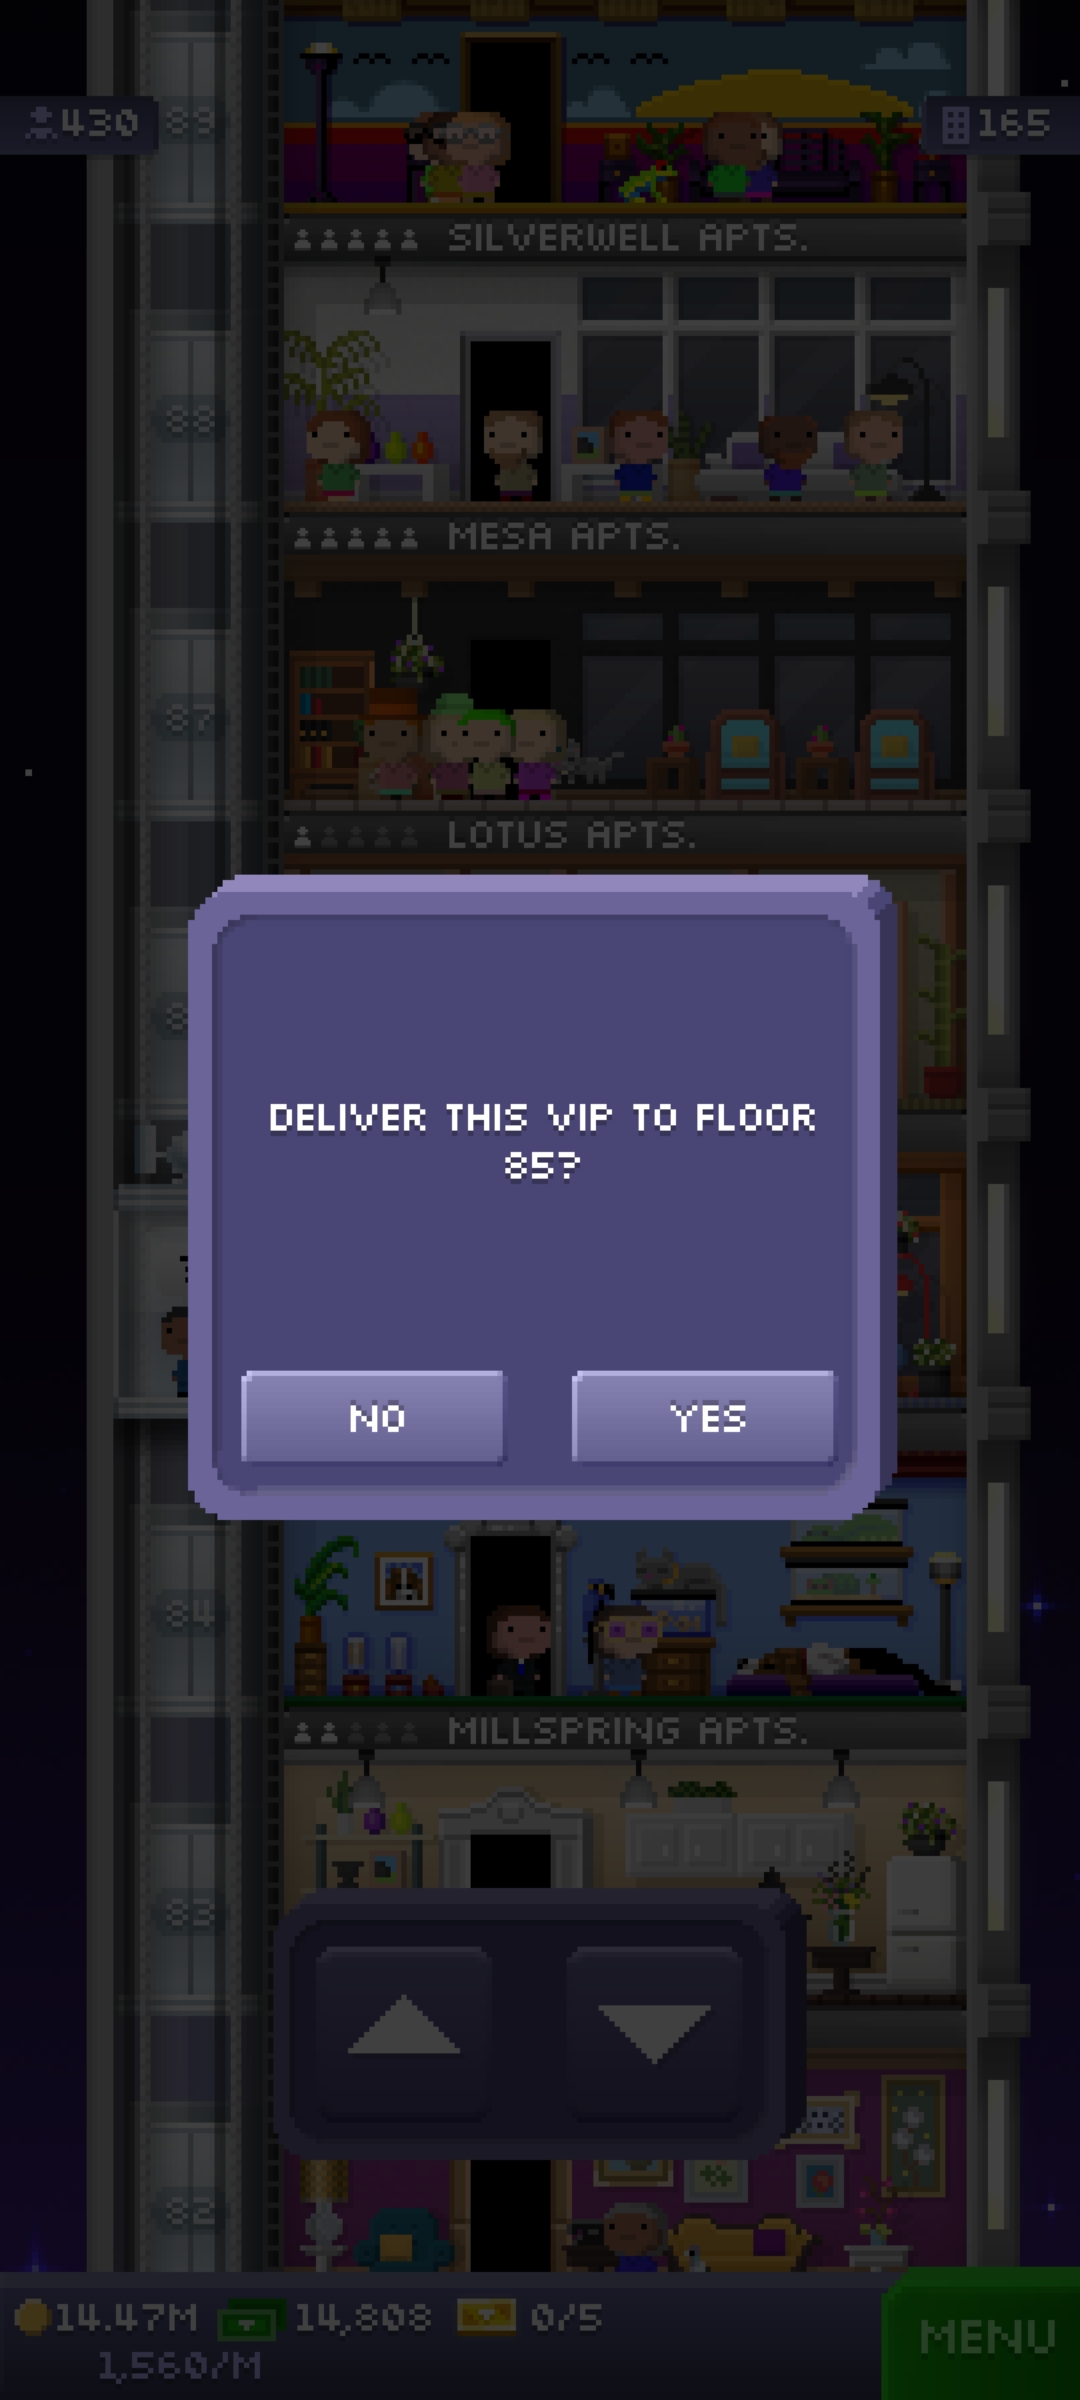 430
89
165
SILVERWELL APTS.
88
MESA APTS.
87
LOTUS APTS.
DELIVER THIS VIP TO FLOOR
85?
NO
YES
84
MILLSPRING APTS.
83
82
14.47M
14,808
0/5
MENU
1,560/M